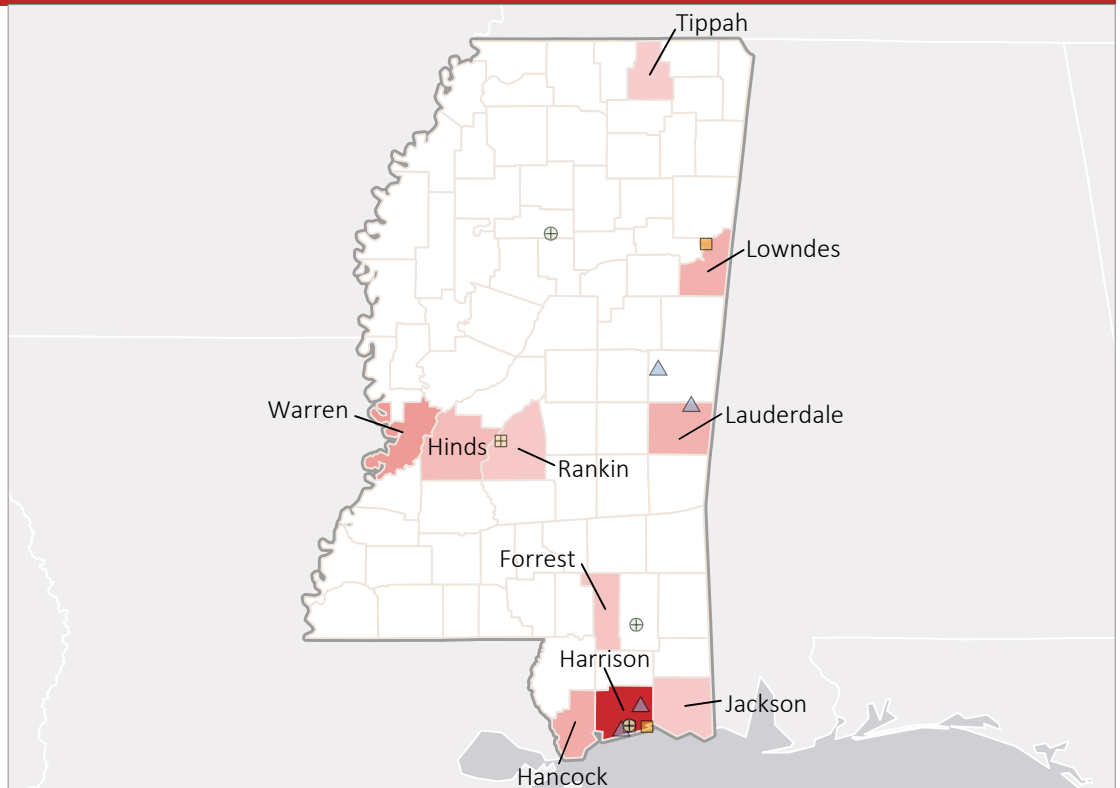 Tippah
Lowndes
Warren
Lauderdale
Hinds
Rankin
Forrest
Harrison
Jackson
Hancock